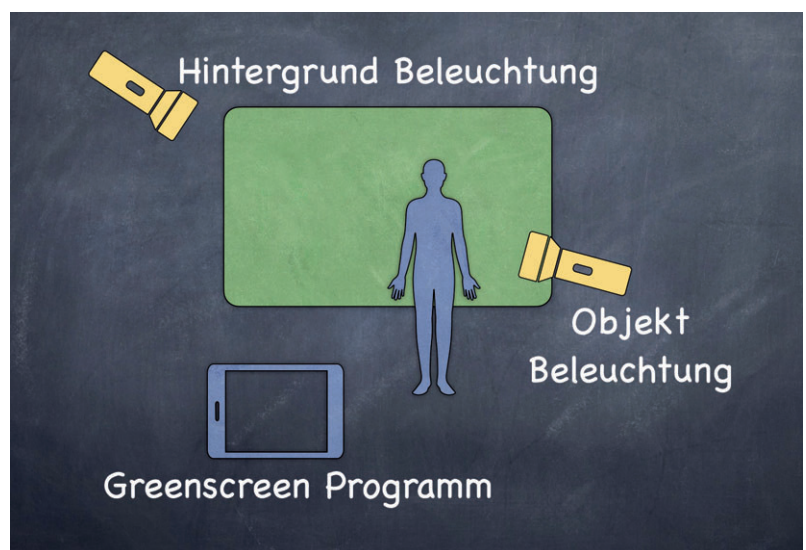 Hintergrund Beleuchtung
Objekt
Beleuchtung
Greenscreen Programm